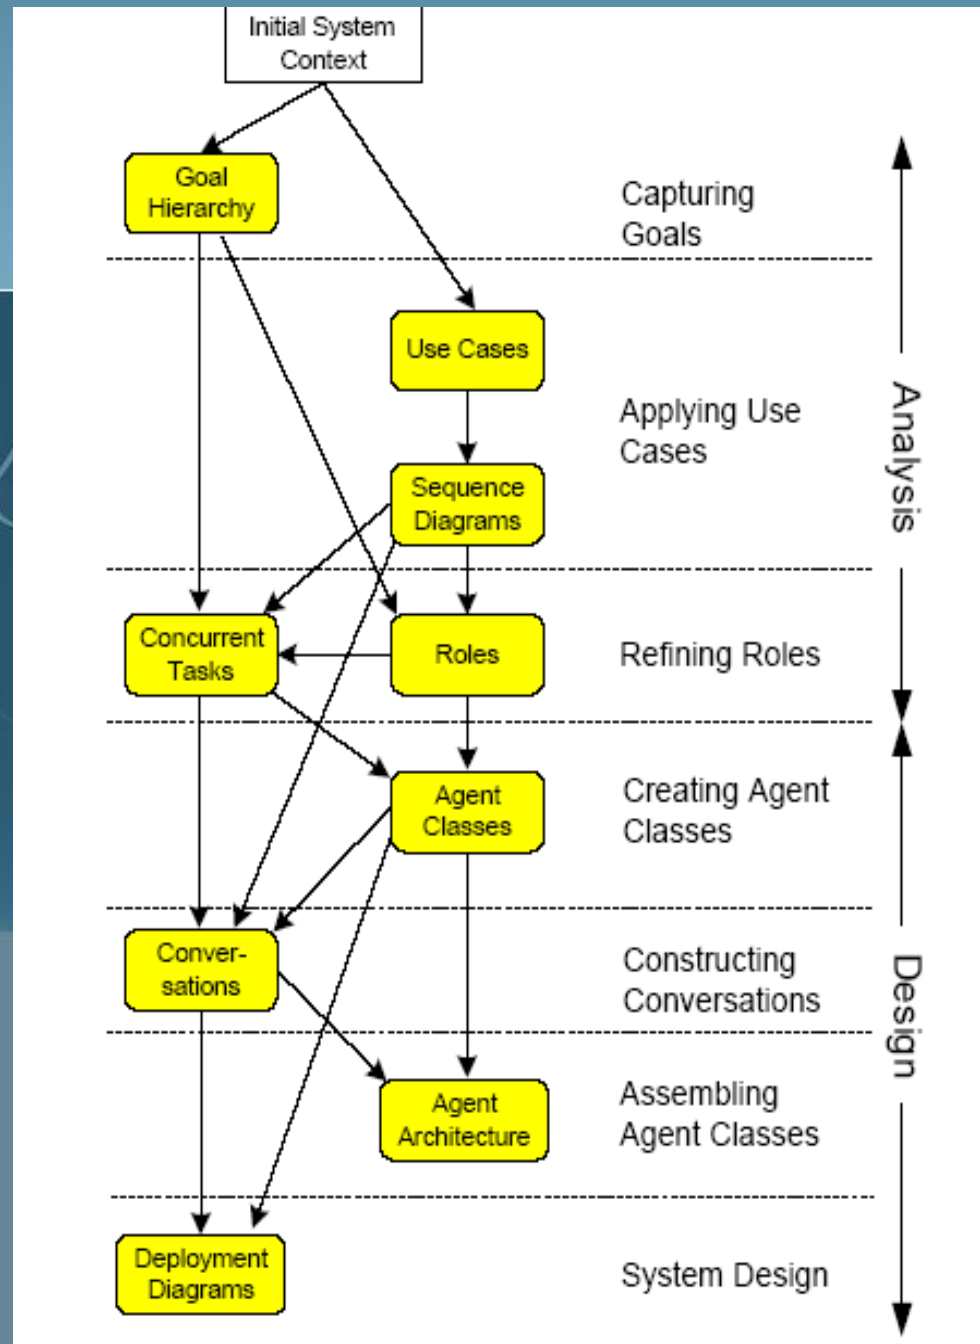 Initial System
Context
Goal
Hierarchy
Capturing
Goals
Use Cases
Applying Use
Cases
Analysis
Sequence
Diagrams
Concurrent
Tasks
Roles
Refining Roles
Agent
Classes
Creating Agent
Classes
Conver-
sations
Constructing
Conversations
Design
Agent
Architecture
Assembling
Agent Classes
Deployment
Diagrams
System Design